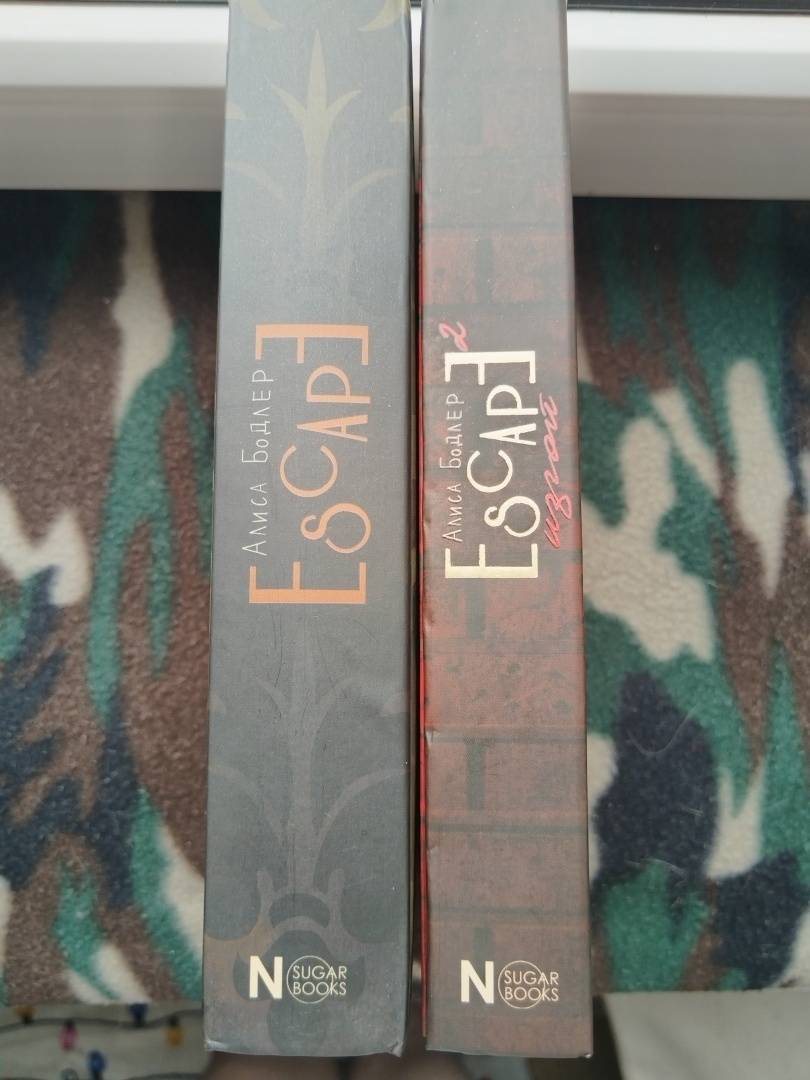 Алиса Бодлер
ESCAPE
N SUGAR
BOOKS
Алиса Бодлер
ESCAPE 2
изгой
N SUGAR
BOOKS